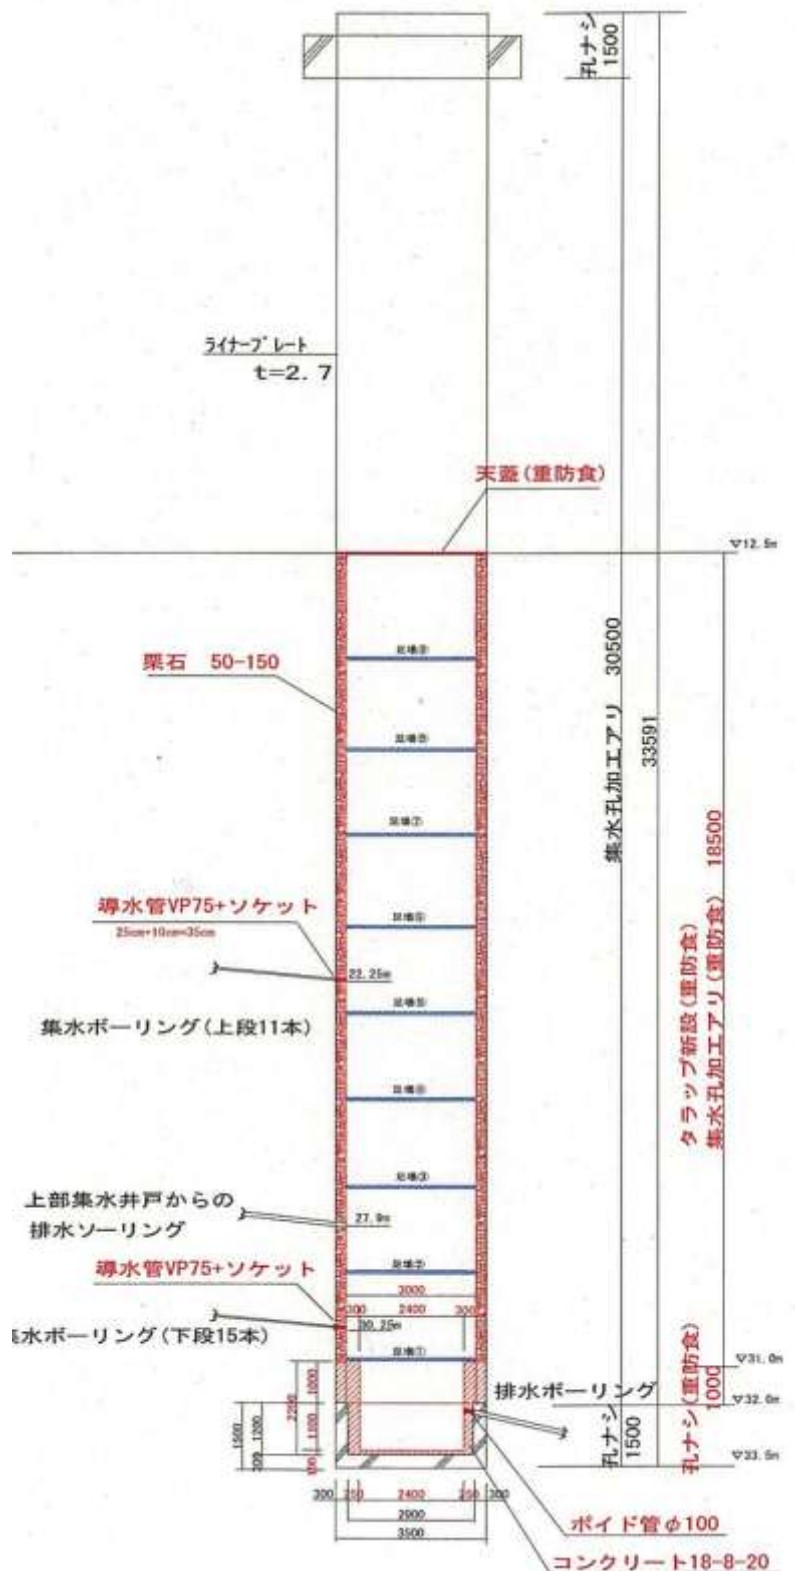 孔ナシ
1500
ライナープレート
t=2.7
天蓋(重防食)
▽12.5m
栗石 50-150
集水孔加工アリ 30500
33591
タラップ新設(重防食)
集水孔加工アリ(重防食) 18500
導水管VP75+ソケット
25cm+10cm=35cm
22.25m
集水ボーリング(上段11本)
足場③
上部集水井戸からの
排水ソーリング
27.9m
足場②
導水管VP75+ソケット
3000
300 2400 300
30.25m
水ボーリング(下段15本)
足場①
▽31.0m
孔ナシ(重防食)
1000
排水ボーリング
▽32.0m
孔ナシ
1500
▽33.5m
2200
1000
1500
1200
1100
300
100
300 250 2400 250 300
2900
3500
ボイド管φ100
コンクリート18-8-20